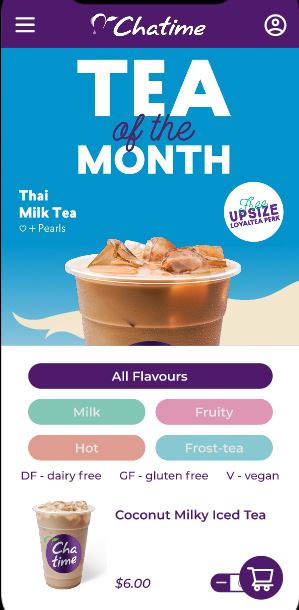 Chatime
TEA
of the
MONTH
Thai
Milk Tea
♡ + Pearls
Free
UPSIZE
LOYALTEA PERK
All Flavours
Milk
Fruity
Hot
Frost-tea
DF - dairy free GF - gluten free V - vegan
Coconut Milky Iced Tea
Cha
time
$6.00